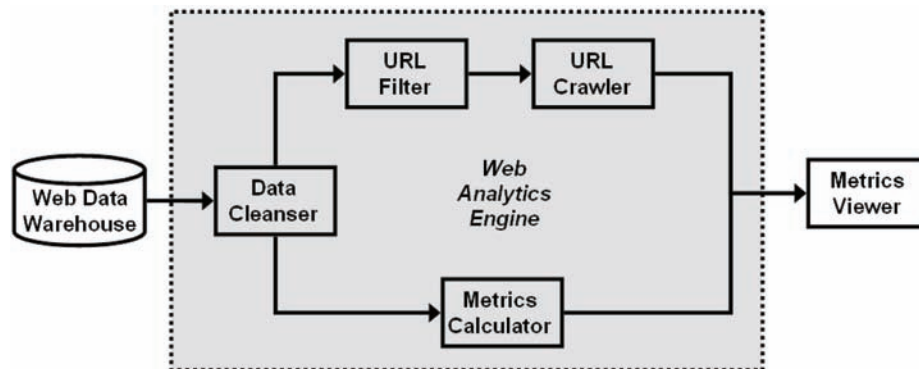 URL
Filter
URL
Crawler
Web Data
Warehouse
Data
Cleanser
Web
Analytics
Engine
Metrics
Viewer
Metrics
Calculator